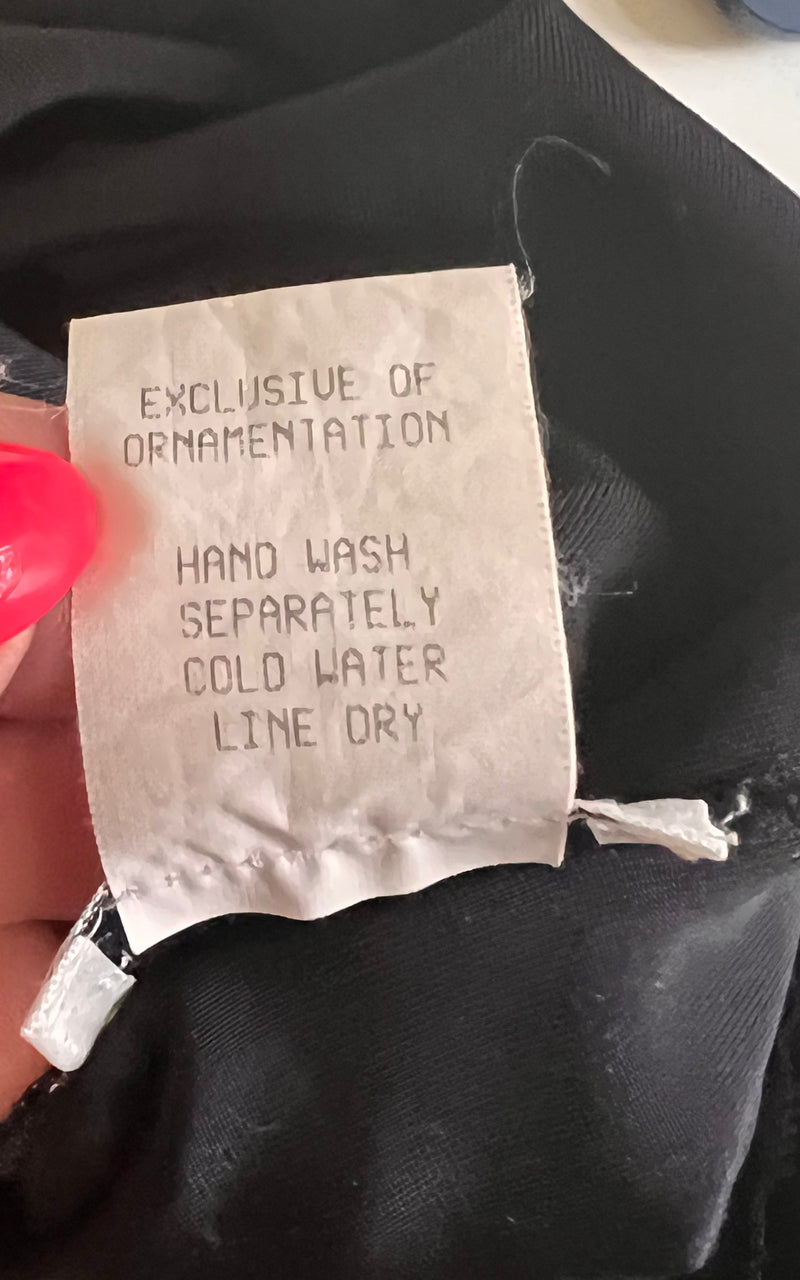 EXCLUSIVE OF
ORNAMENTATION
HAND WASH
SEPARATELY
COLD WATER
LINE DRY